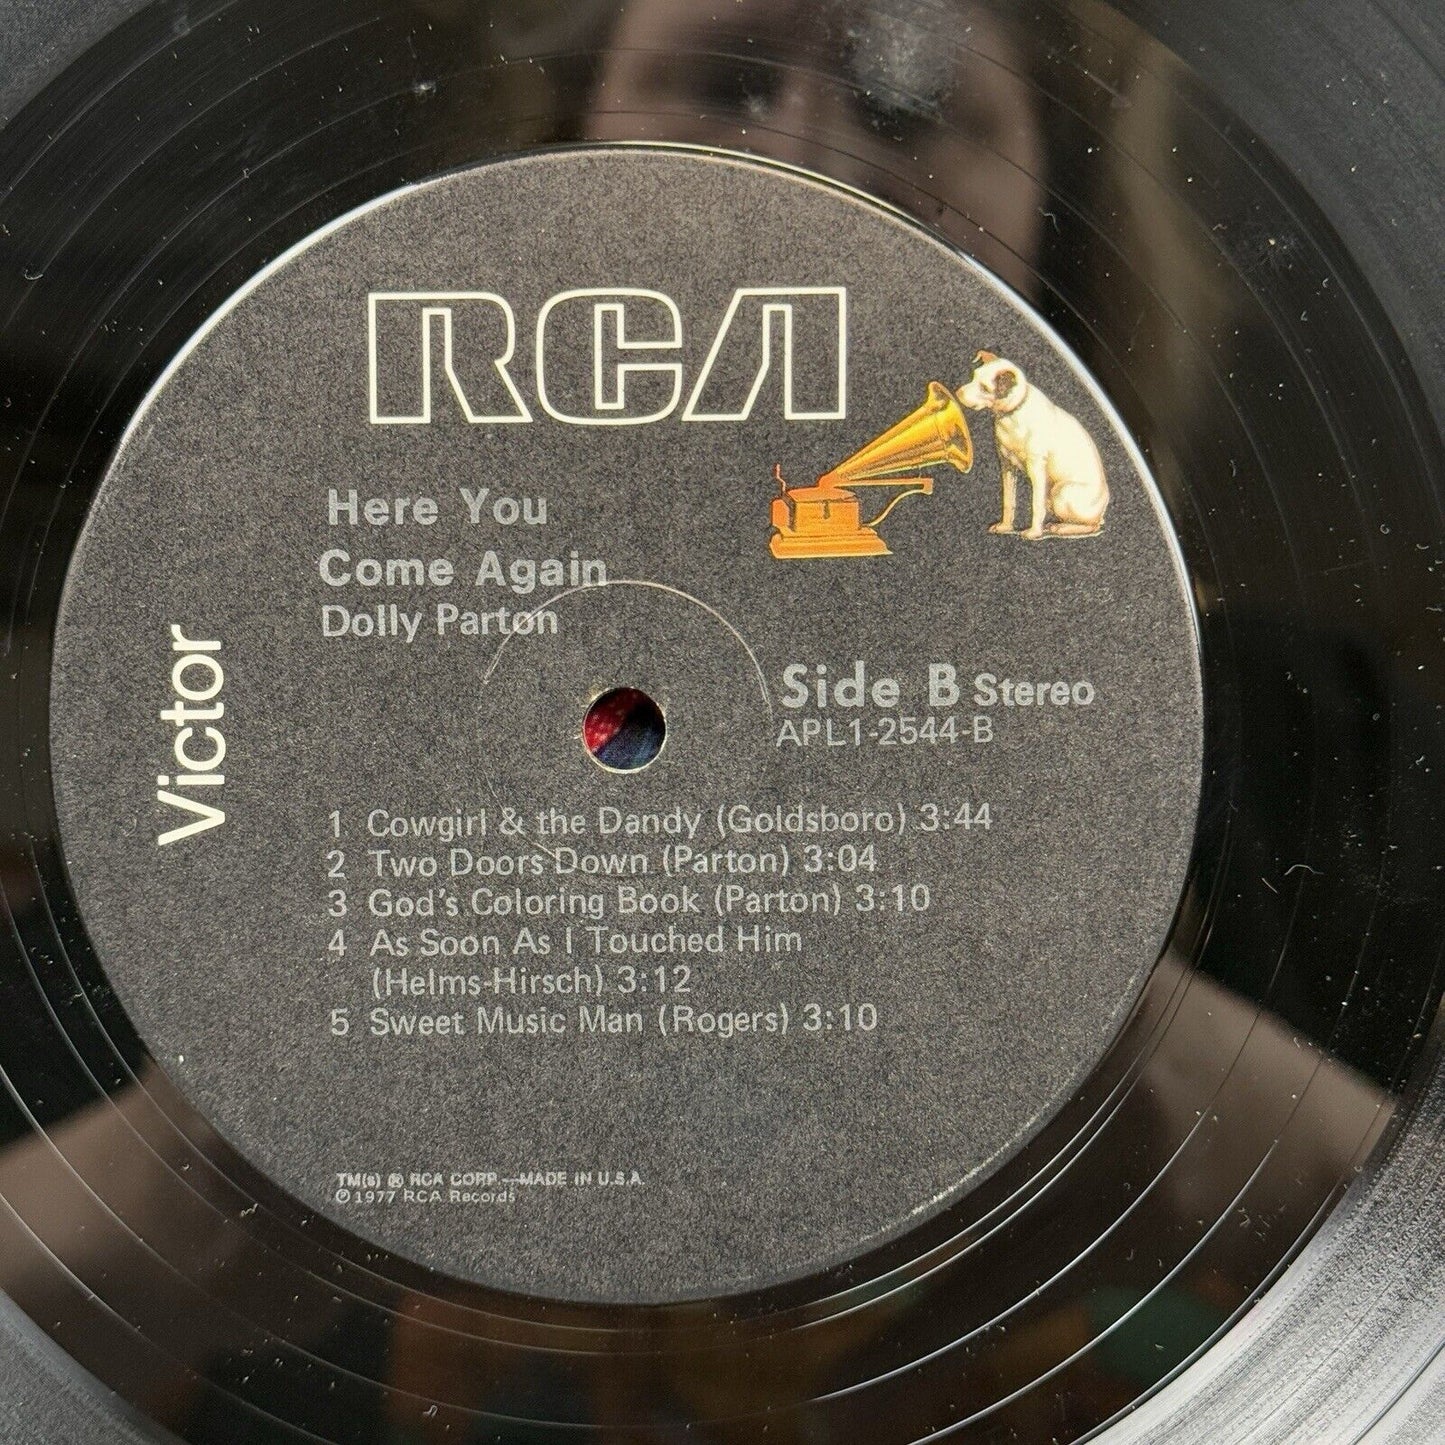 RCA
Here You
Come Again
Dolly Parton
Victor
Side B Stereo
APL1-2544-B
1 Cowgirl & the Dandy (Goldsboro) 3:44
2 Two Doors Down (Parton) 3:04
3 God's Coloring Book (Parton) 3:10
4 As Soon As I Touched Him
(Helms-Hirsch) 3:12
5 Sweet Music Man (Rogers) 3:10
TM(s) ® RCA CORP.—MADE IN U.S.A.
℗ 1977 RCA Records